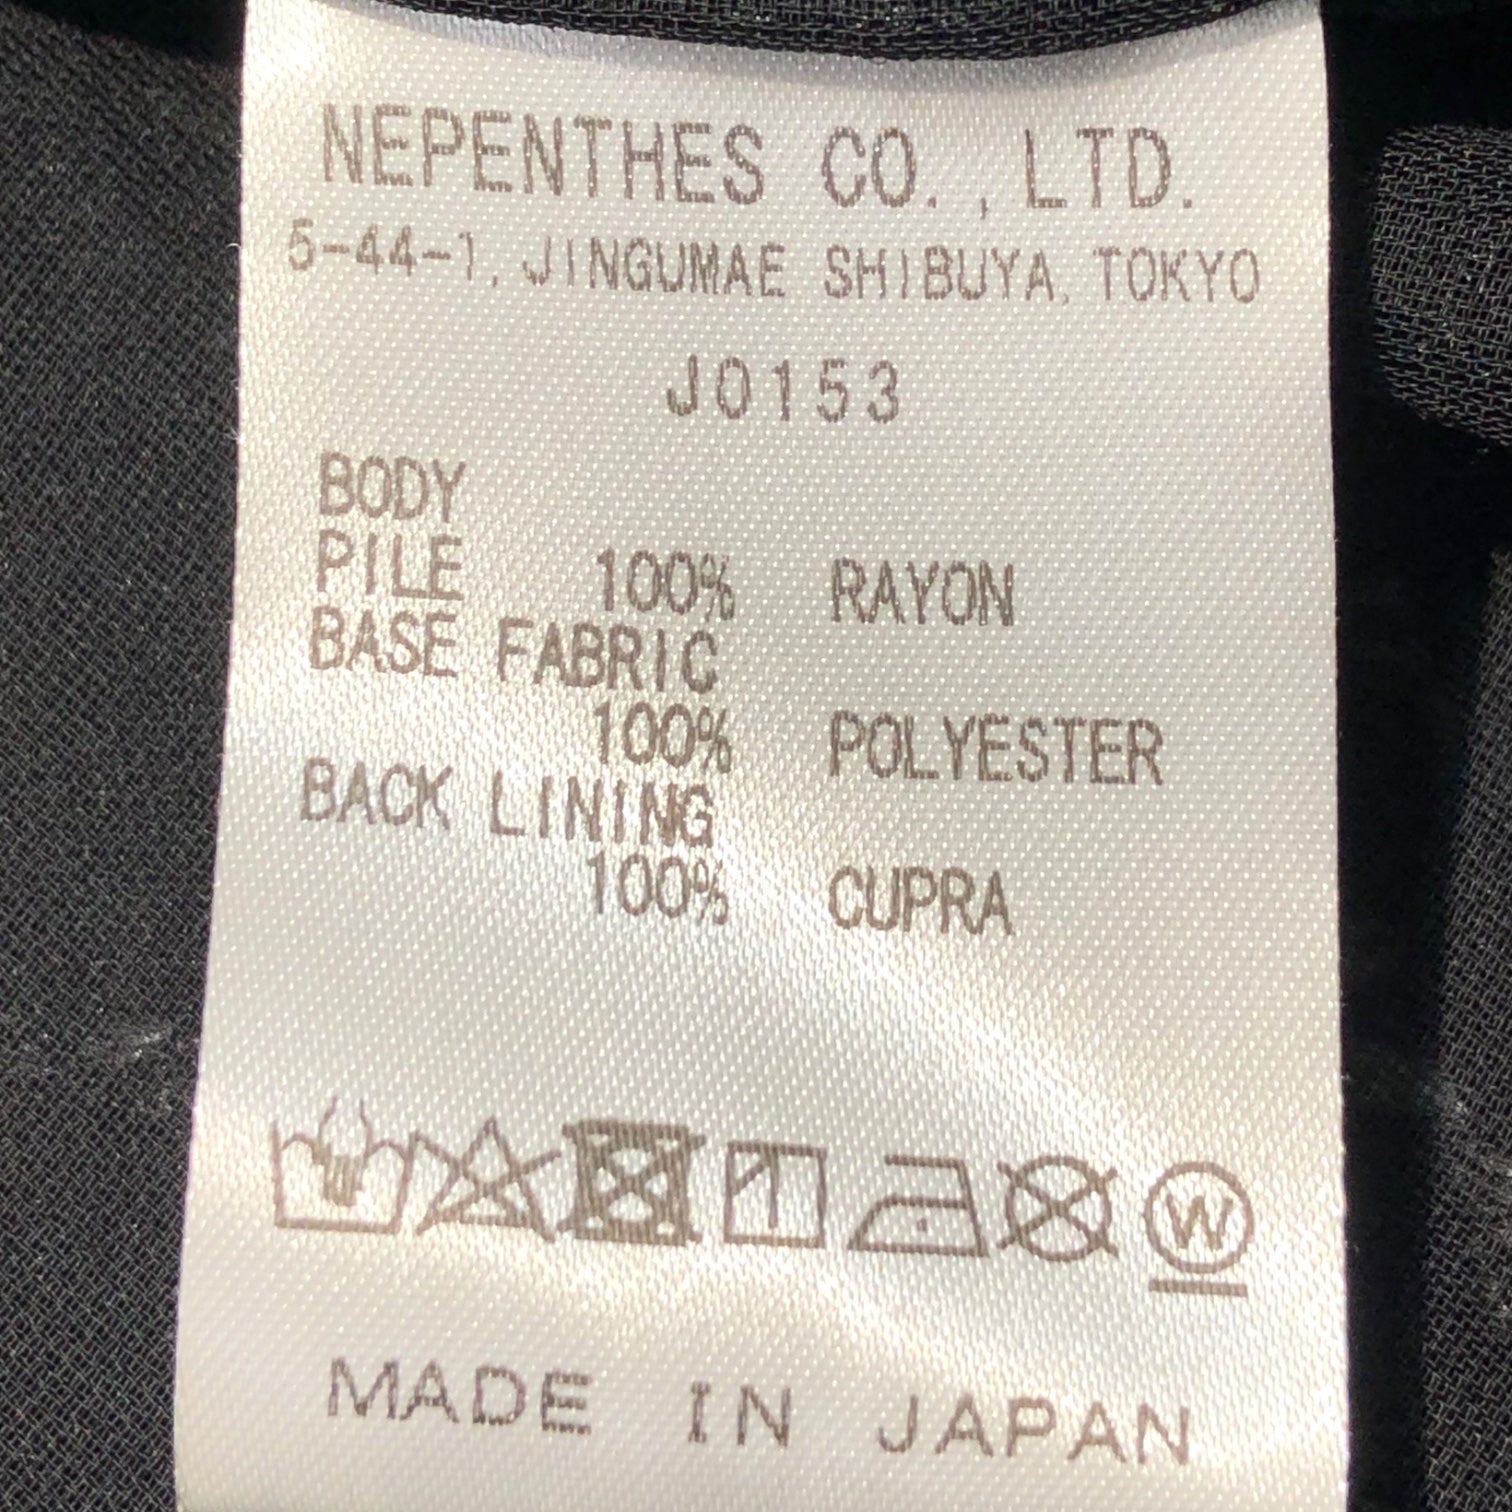 NEPENTHES CO., LTD.
5-44-1, JINGUMAE SHIBUYA, TOKYO
J0153
BODY
PILE 100% RAYON
BASE FABRIC
100% POLYESTER
BACK LINING
100% CUPRA
W
MADE IN JAPAN